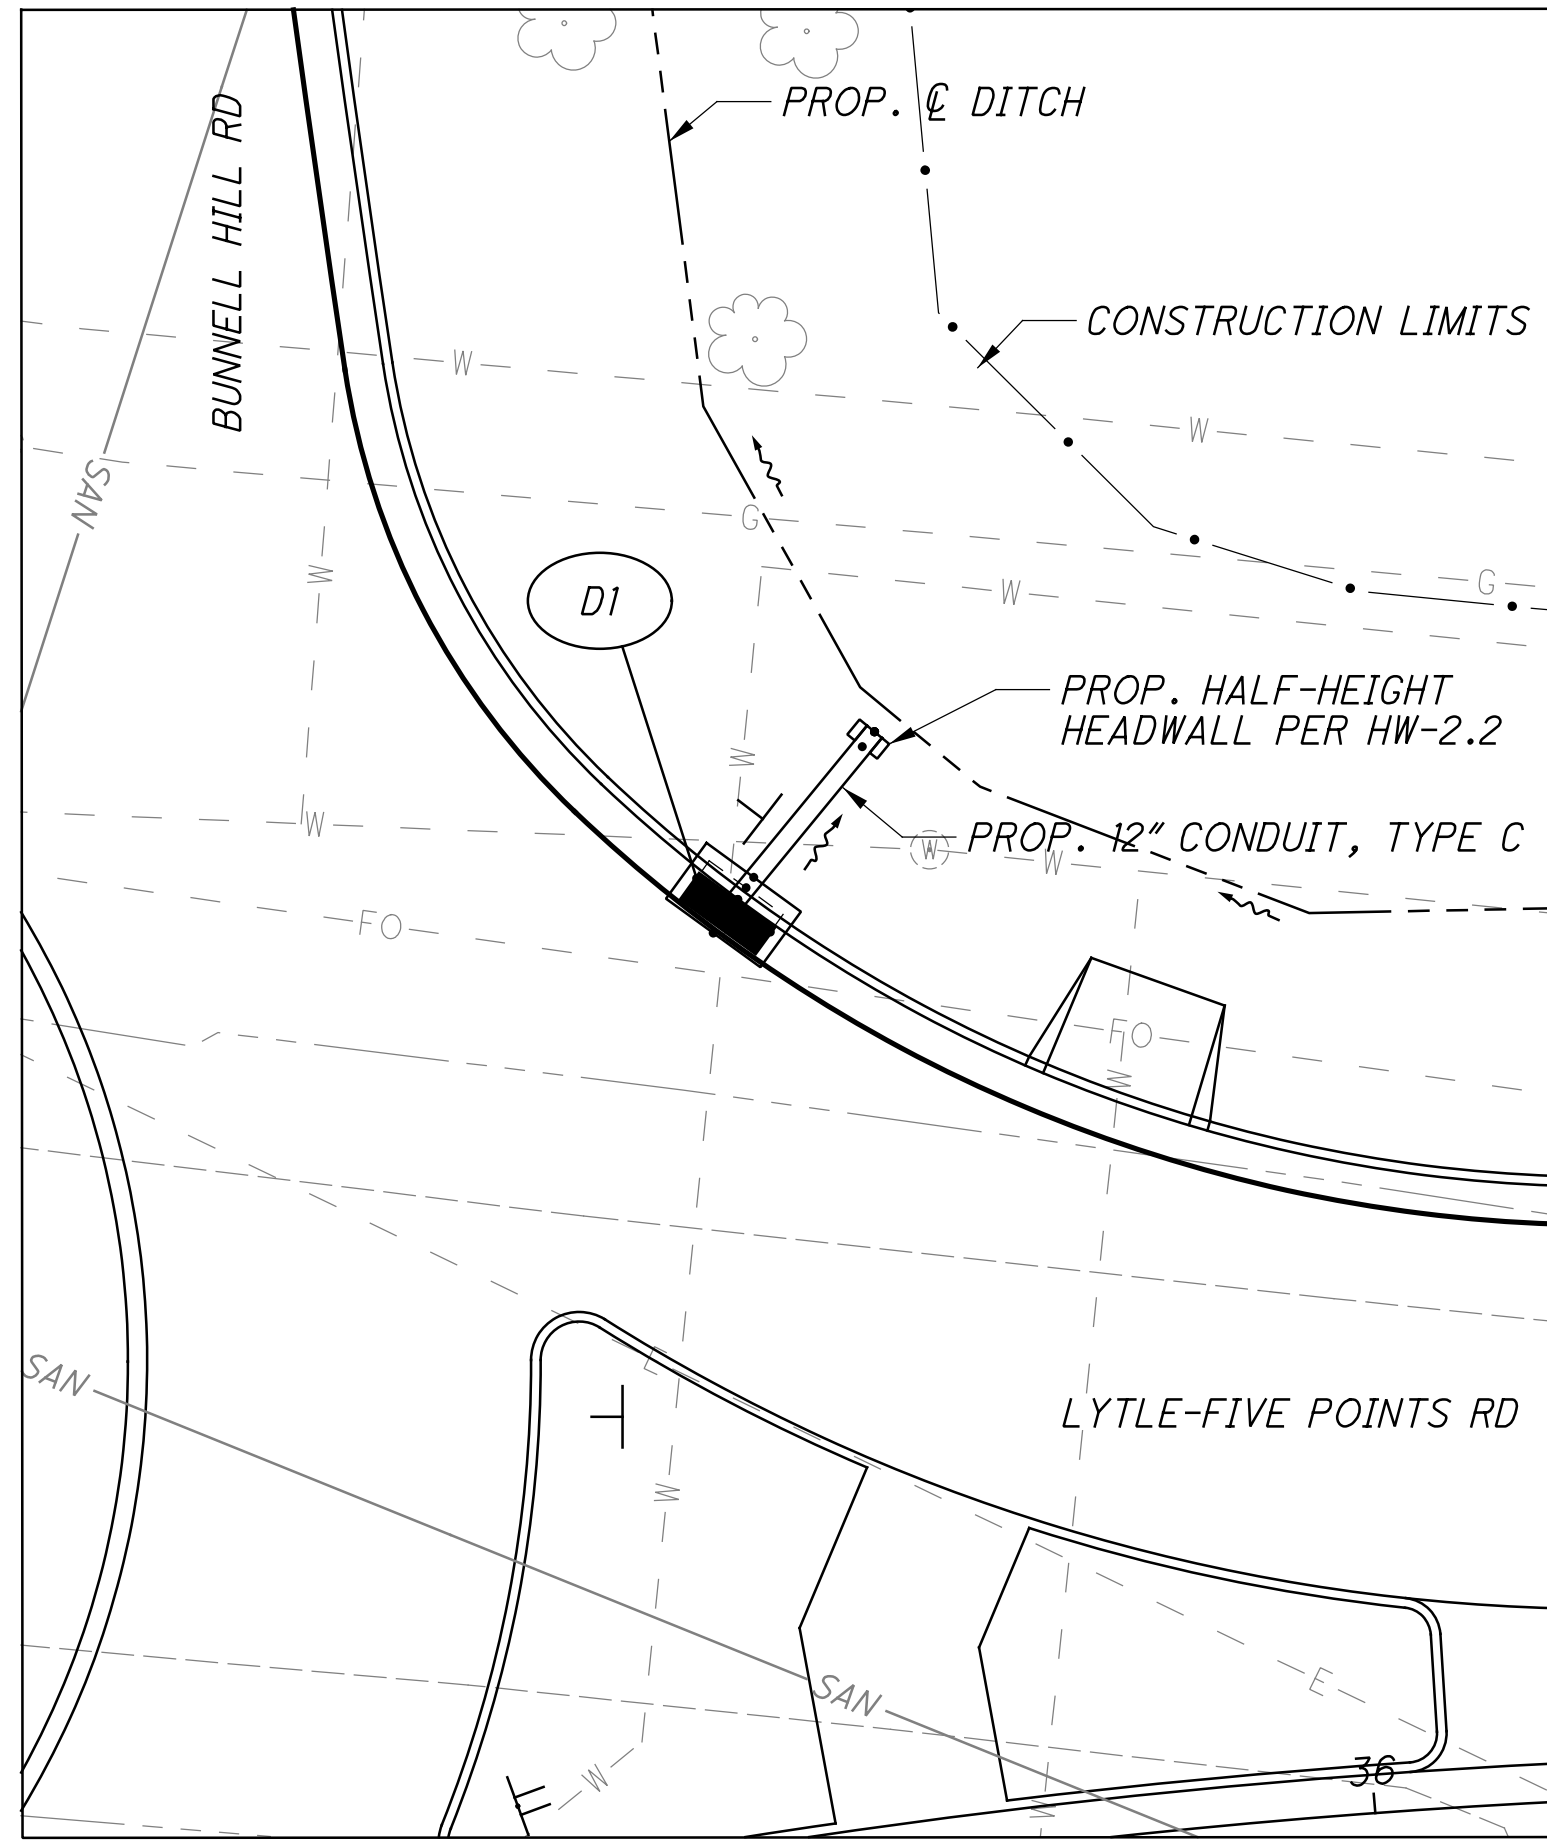 PROP. ℄ DITCH
BUNNELL HILL RD
CONSTRUCTION LIMITS
W
W
SAN
G
W
D1
W
G
PROP. HALF-HEIGHT
HEADWALL PER HW-2.2
W
W
W
PROP. 12" CONDUIT, TYPE C
W
FO
FO
W
E
SAN
LYTLE-FIVE POINTS RD
W
E
SAN
W
36
W